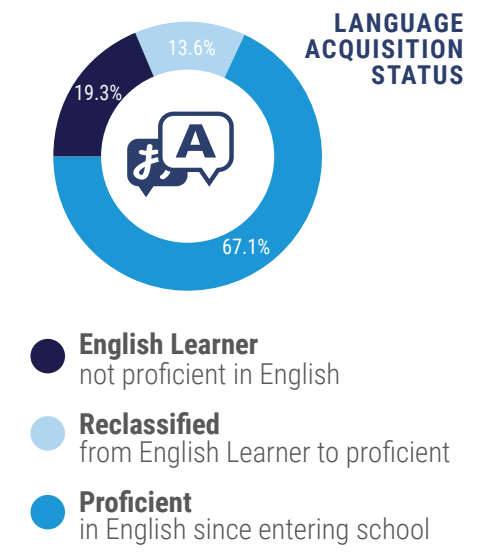 LANGUAGE
ACQUISITION
STATUS
13.6%
19.3%
あ A
67.1%
English Learner
not proficient in English
Reclassified
from English Learner to proficient
Proficient
in English since entering school